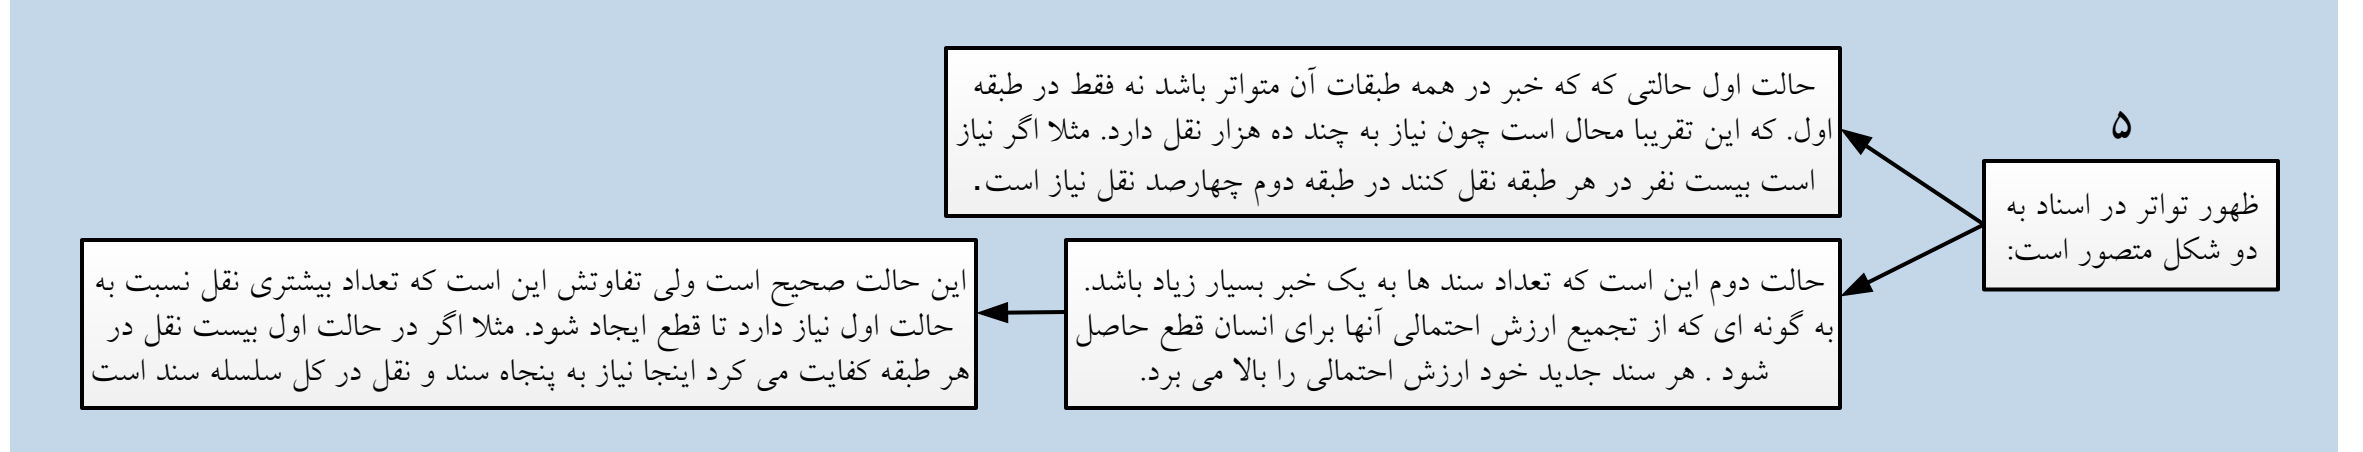 ۵
ظهور تواتر در اسناد به
دو شکل متصور است:
حالت اول حالتی که که خبر در همه طبقات آن متواتر باشد نه فقط در طبقه
اول. که این تقریبا محال است چون نیاز به چند ده هزار نقل دارد. مثلا اگر نیاز
است بیست نفر در هر طبقه نقل کنند در طبقه دوم چهارصد نقل نیاز است.
حالت دوم این است که تعداد سند ها به یک خبر بسیار زیاد باشد.
به گونه ای که از تجمیع ارزش احتمالی آنها برای انسان قطع حاصل
شود . هر سند جدید خود ارزش احتمالی را بالا می برد.
این حالت صحیح است ولی تفاوتش این است که تعداد بیشتری نقل نسبت به
حالت اول نیاز دارد تا قطع ایجاد شود. مثلا اگر در حالت اول بیست نقل در
هر طبقه کفایت می کرد اینجا نیاز به پنجاه سند و نقل در کل سلسله سند است